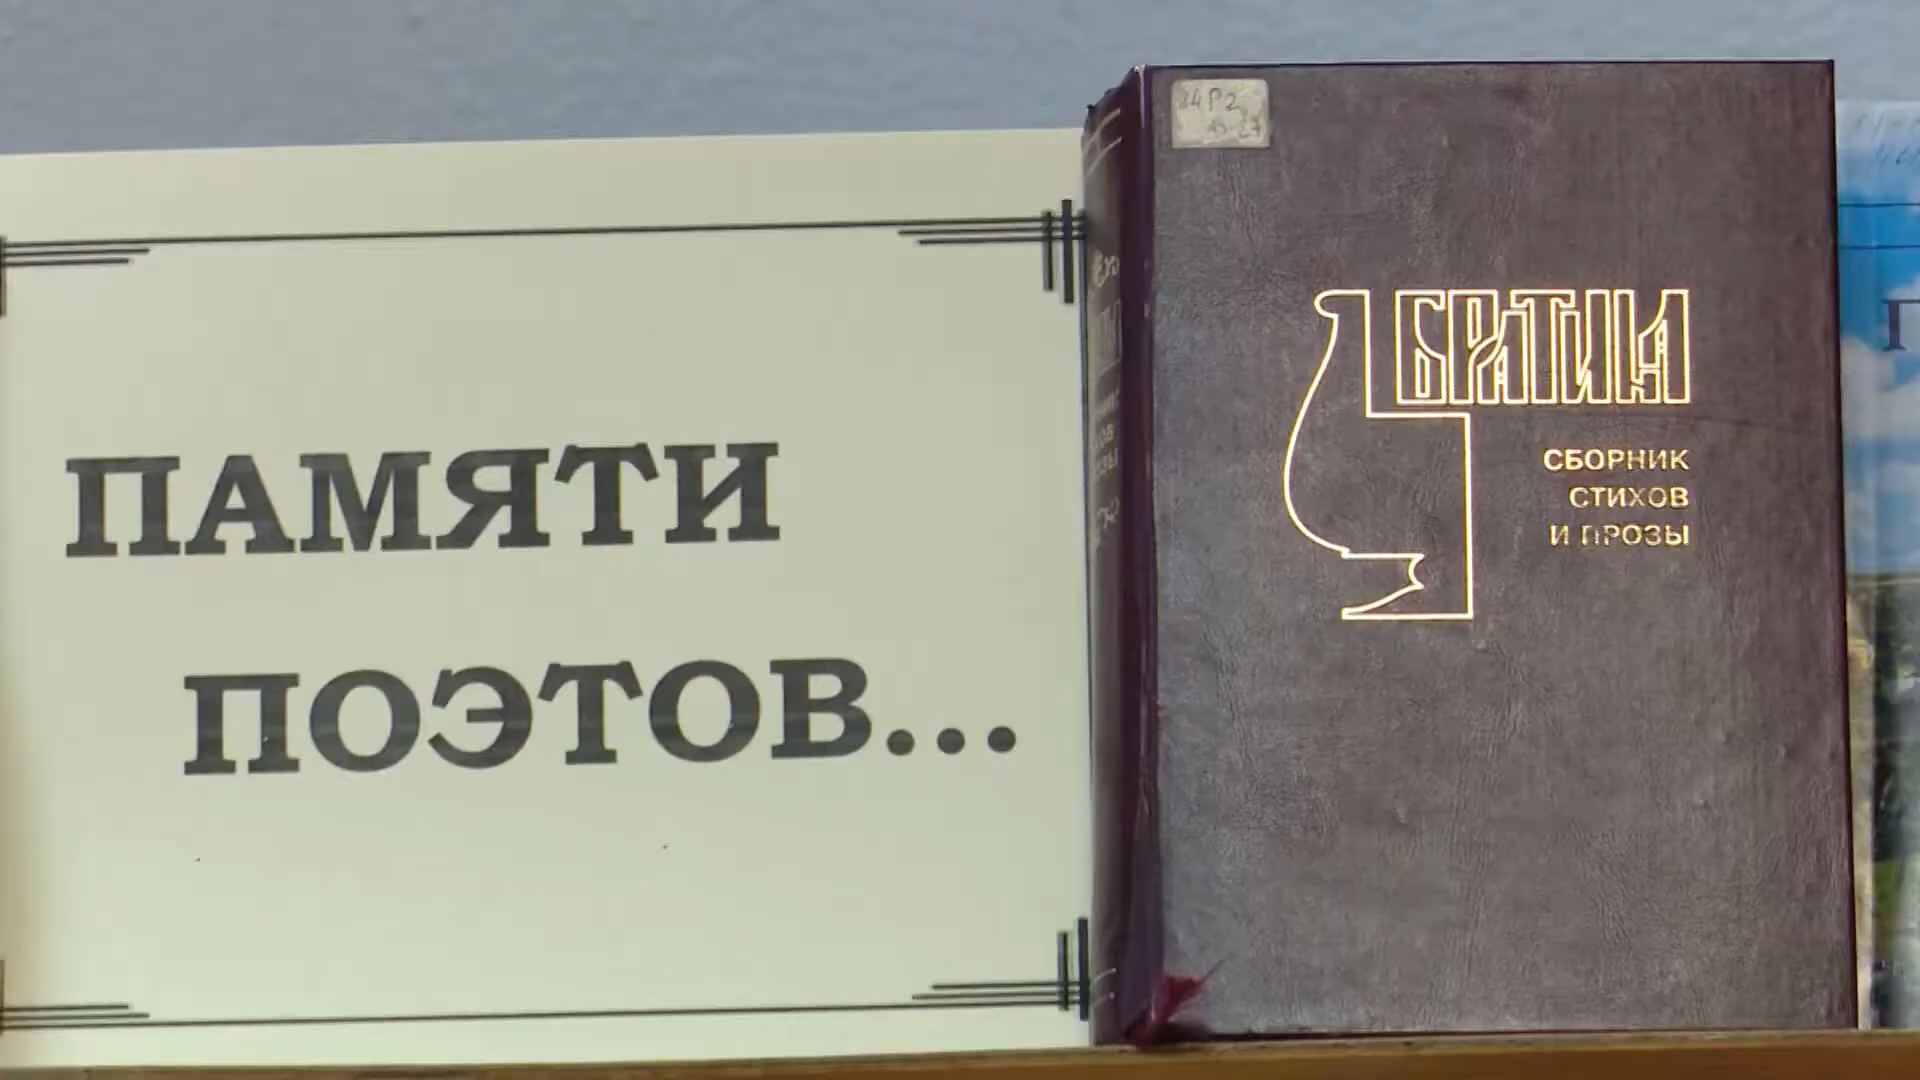 ПАМЯТИ
ПОЭТОВ...
БРАТИНА
СБОРНИК
СТИХОВ
И ПРОЗЫ